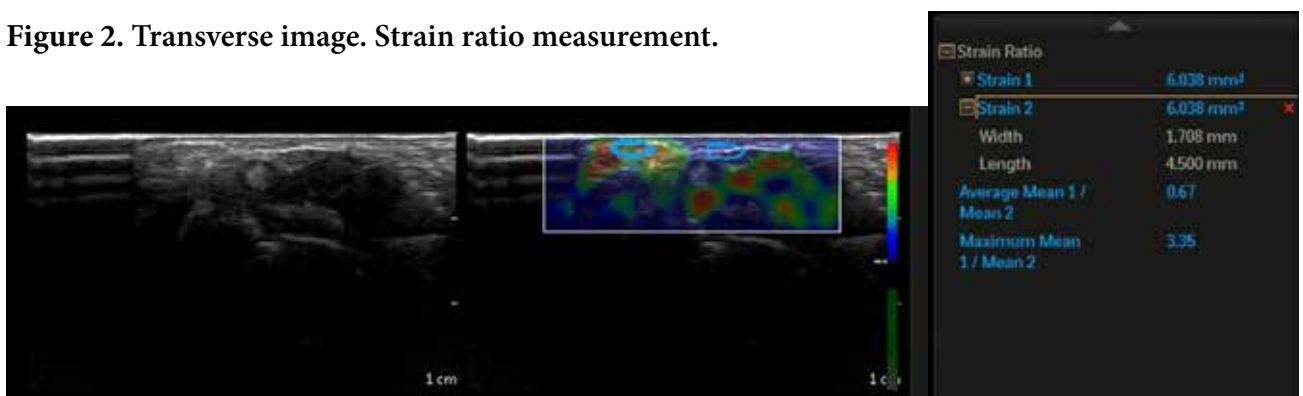 Figure 2. Transverse image. Strain ratio measurement.
1 cm
Strain Ratio
Strain 1 6.038 mm²
Strain 2 6.038 mm²
Width 1.708 mm
Length 4.500 mm
Average Mean 1 / 0.67
Mean 2
Maximum Mean 3.35
1 / Mean 2